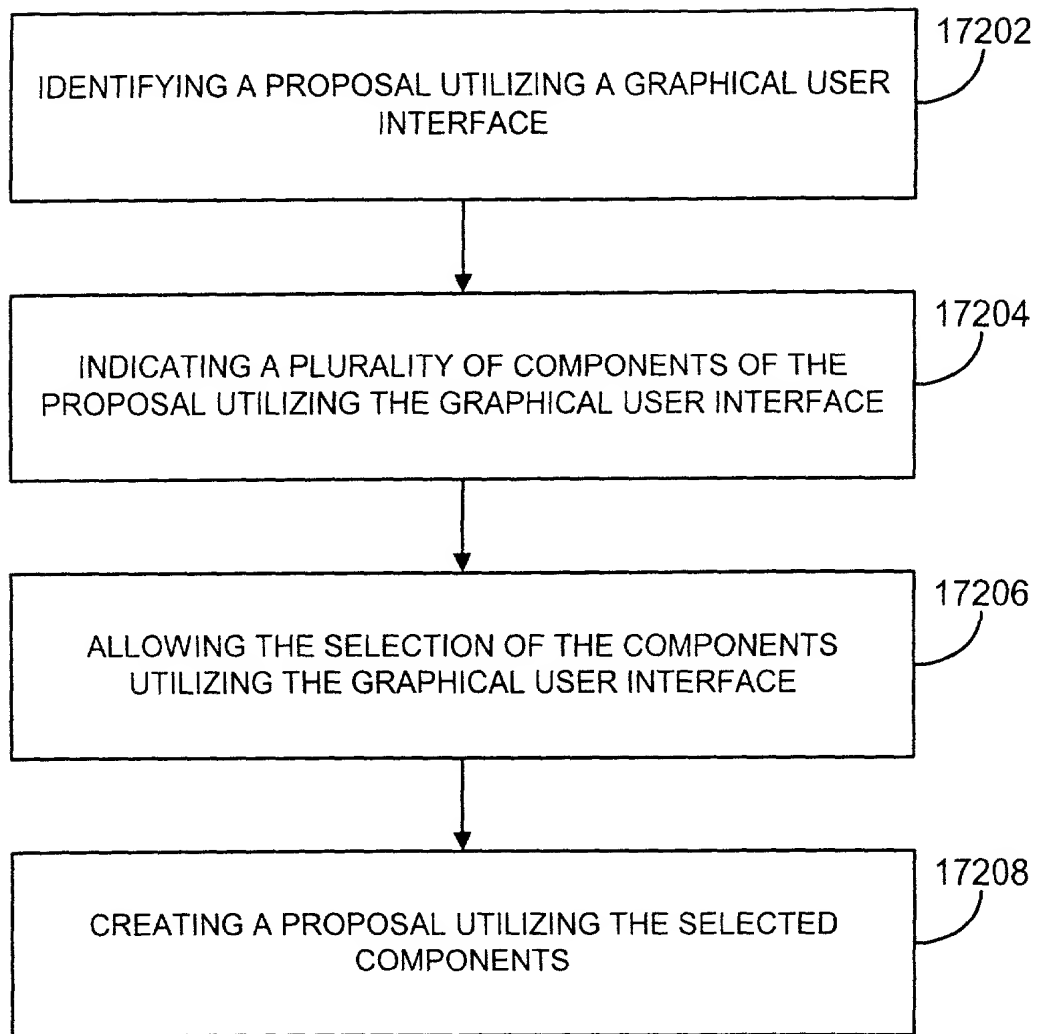 17202
IDENTIFYING A PROPOSAL UTILIZING A GRAPHICAL USER
INTERFACE
17204
INDICATING A PLURALITY OF COMPONENTS OF THE
PROPOSAL UTILIZING THE GRAPHICAL USER INTERFACE
17206
ALLOWING THE SELECTION OF THE COMPONENTS
UTILIZING THE GRAPHICAL USER INTERFACE
17208
CREATING A PROPOSAL UTILIZING THE SELECTED
COMPONENTS